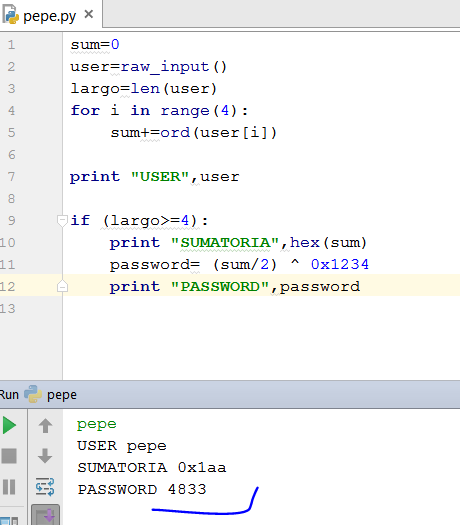 pepe.py ×
1 sum=0
2 user=raw_input()
3 largo=len(user)
4 for i in range(4):
5     sum+=ord(user[i])
6
7 print "USER",user
8
9 if (largo>=4):
10     print "SUMATORIA",hex(sum)
11     password= (sum/2) ^ 0x1234
12     print "PASSWORD",password
13
Run pepe
pepe
USER pepe
SUMATORIA 0x1aa
PASSWORD 4833